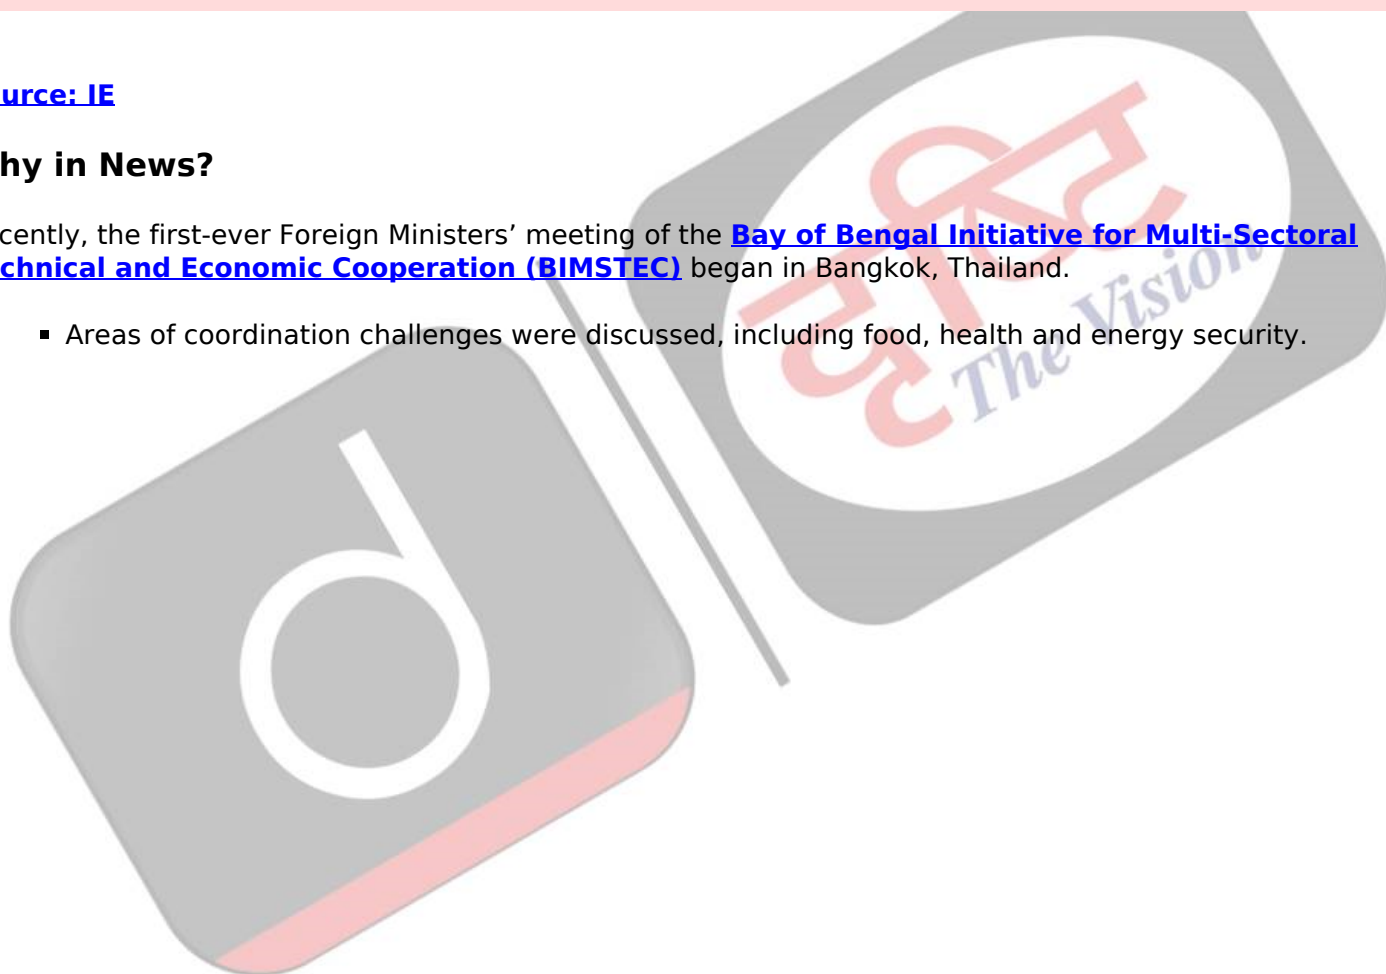 urce: IE
hy in News?
cently, the first-ever Foreign Ministers’ meeting of the Bay of Bengal Initiative for Multi-Sectoral
chnical and Economic Cooperation (BIMSTEC) began in Bangkok, Thailand.
▪ Areas of coordination challenges were discussed, including food, health and energy security.
दृष्टि
The Vision
d